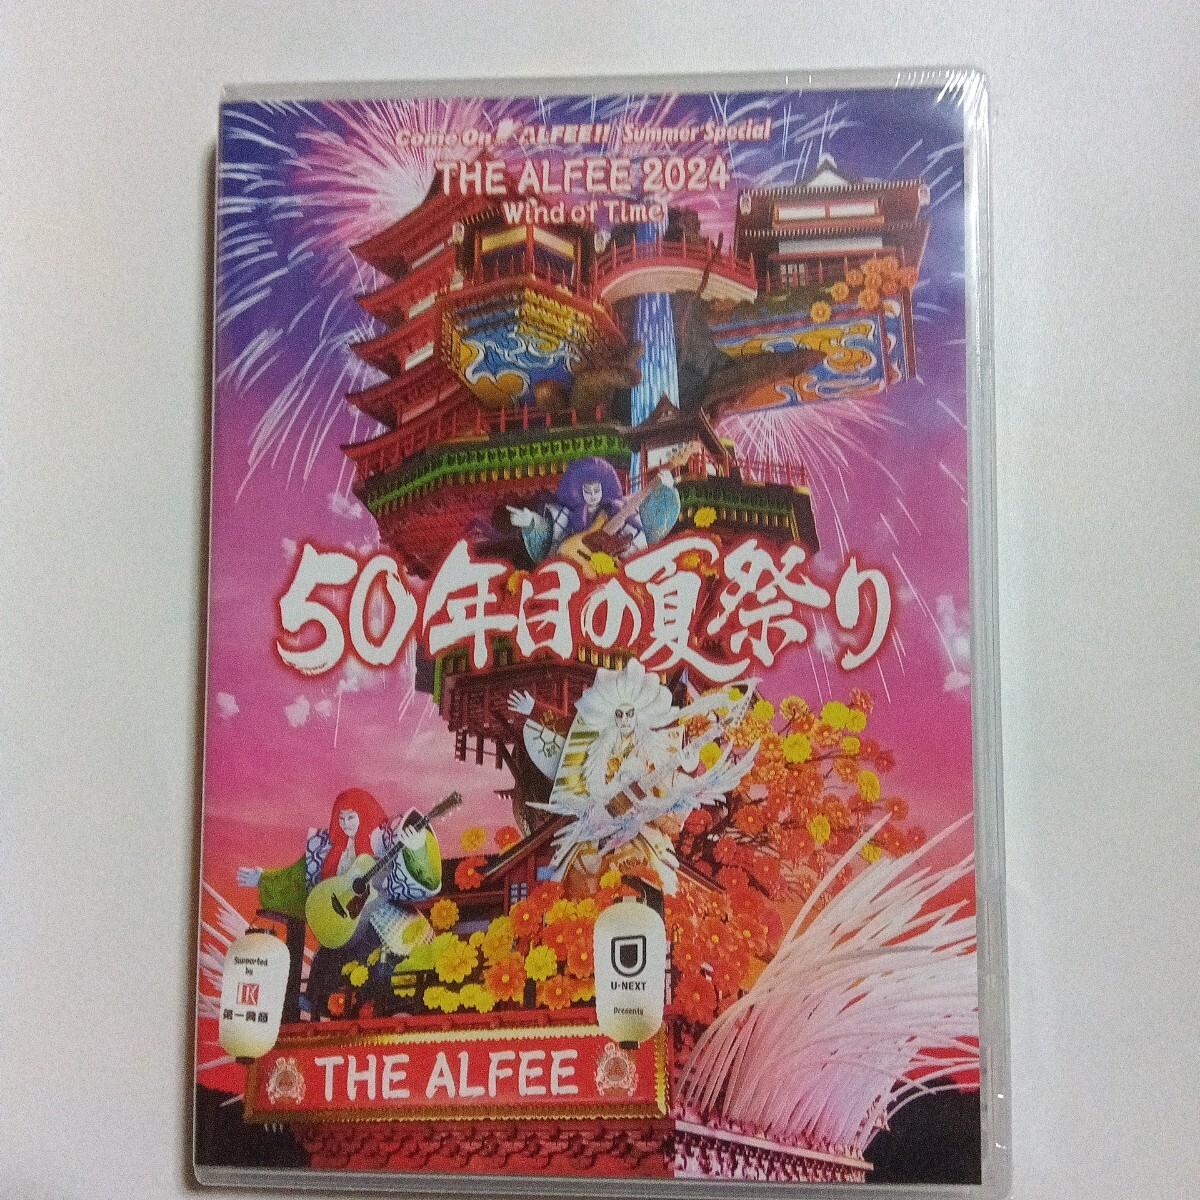 Come On! ALFEE!! Summer Special
THE ALFEE 2024
Wind of Time
50年目の夏祭り
Supported
by
DK
第一興商
U-NEXT
Presents
THE ALFEE